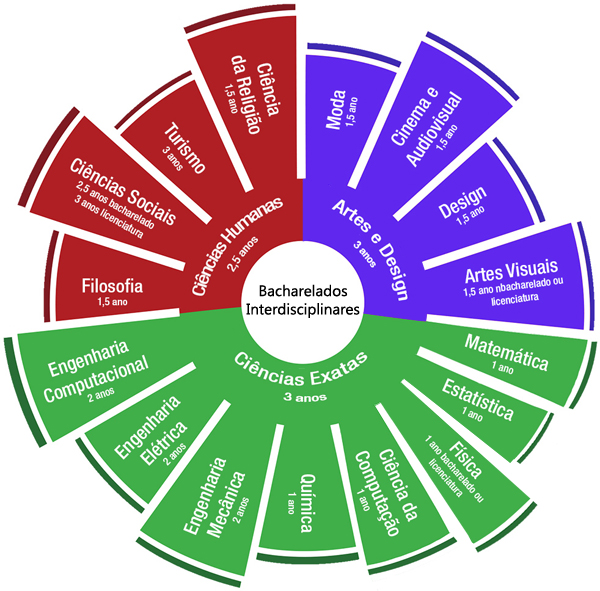 Bacharelados
Interdisciplinares
Ciências Humanas
2,5 anos
Filosofia
1,5 ano
Ciências Sociais
2,5 anos bacharelado
3 anos licenciatura
Turismo
3 anos
Ciência
da Religião
1,5 ano
Artes e Design
3 anos
Moda
1,5 ano
Cinema e
Audiovisual
1,5 ano
Design
1,5 ano
Artes Visuais
1,5 ano nbacharelado ou
licenciatura
Ciências Exatas
3 anos
Matemática
1 ano
Estatística
1 ano
Física
1 ano bacharelado ou
licenciatura
Ciência da
Computação
1 ano
Química
1 ano
Engenharia
Mecânica
2 anos
Engenharia
Elétrica
2 anos
Engenharia
Computacional
2 anos